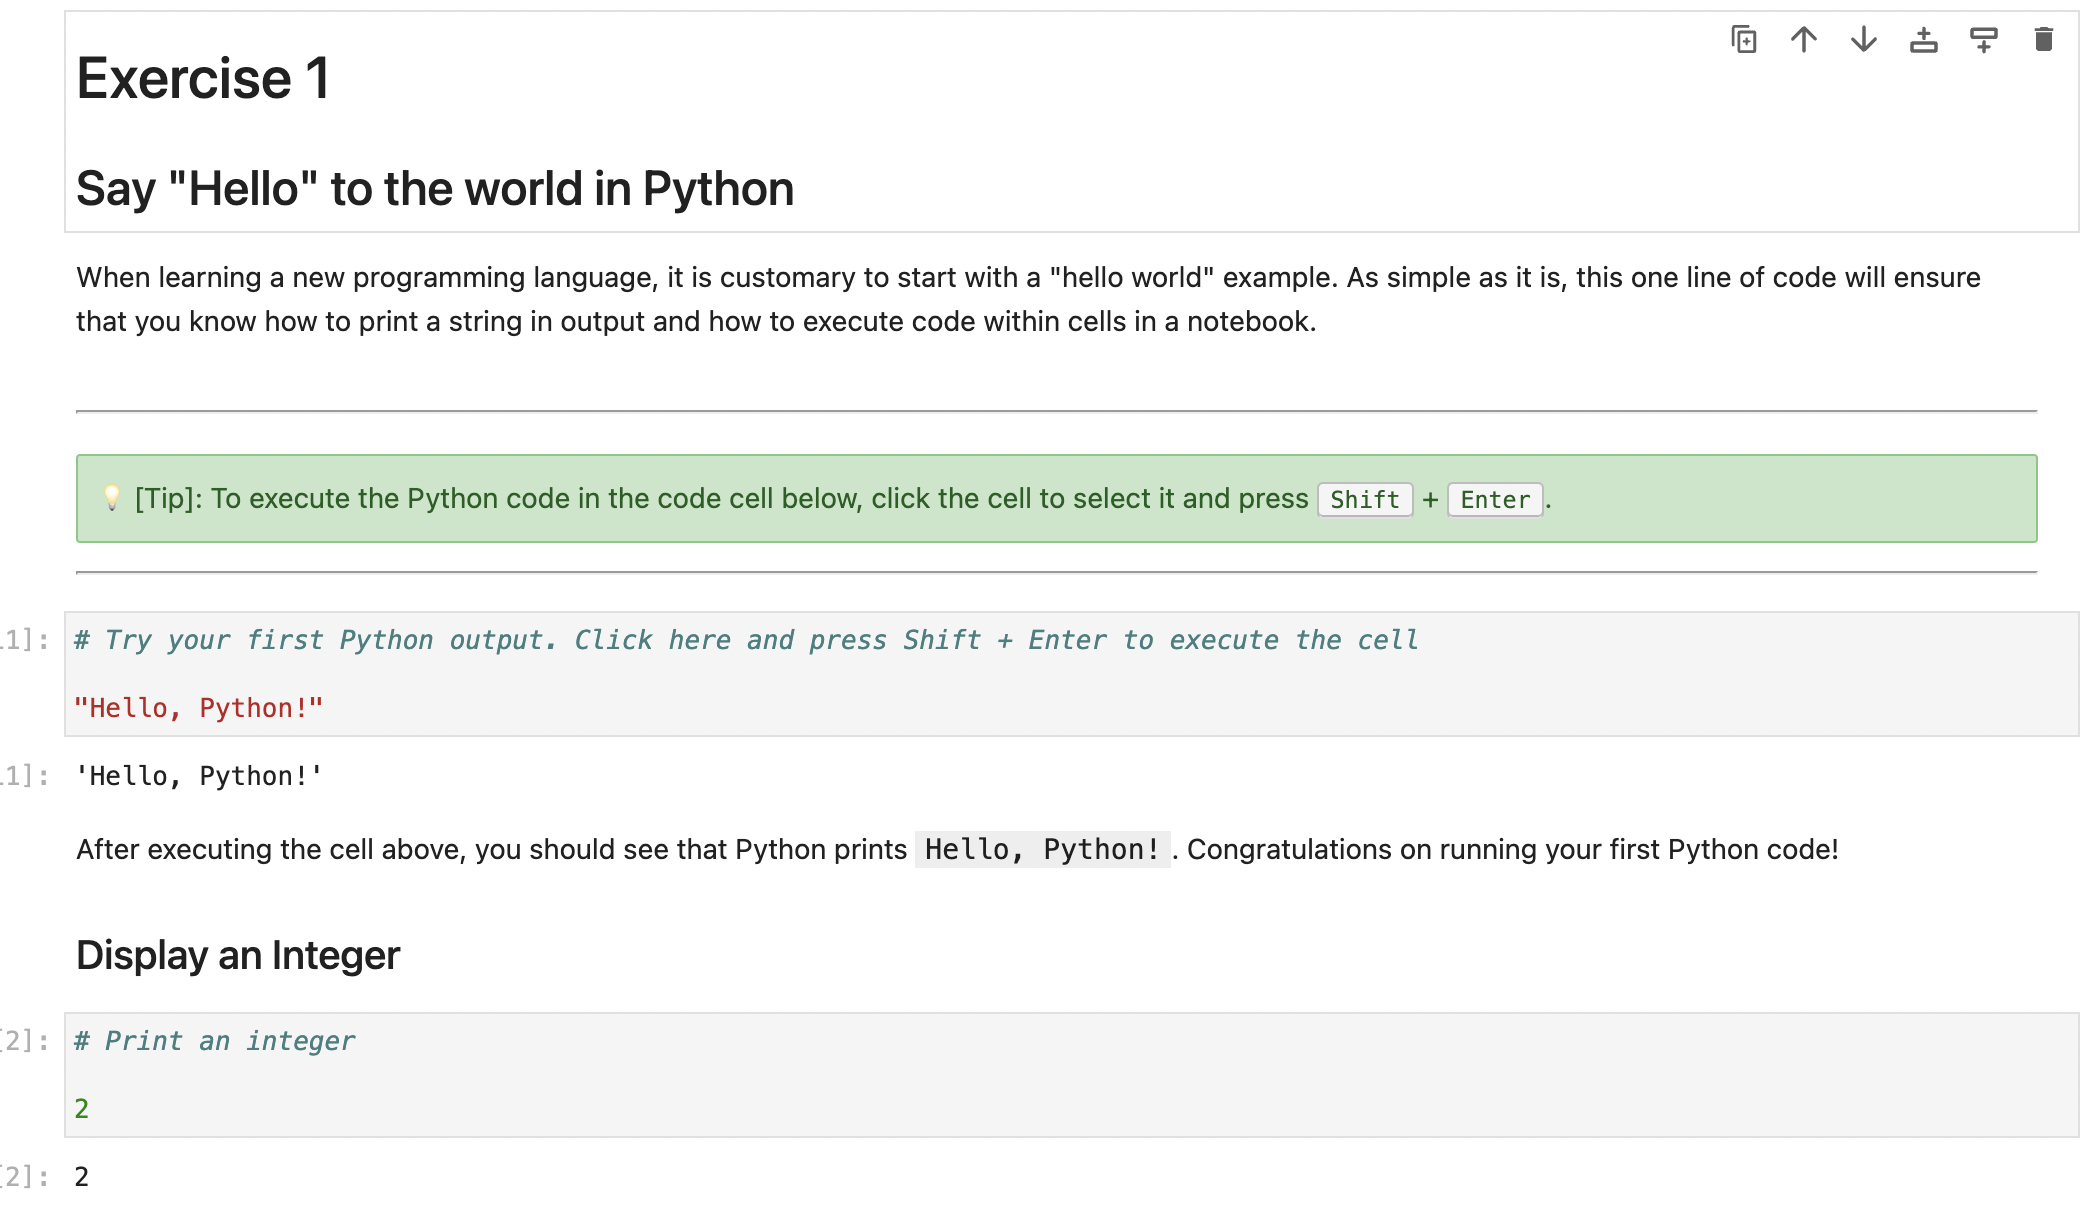 Exercise 1
Say "Hello" to the world in Python
When learning a new programming language, it is customary to start with a "hello world" example. As simple as it is, this one line of code will ensure
that you know how to print a string in output and how to execute code within cells in a notebook.
💡 [Tip]: To execute the Python code in the code cell below, click the cell to select it and press Shift + Enter.
1]: # Try your first Python output. Click here and press Shift + Enter to execute the cell
"Hello, Python!"
1]: 'Hello, Python!'
After executing the cell above, you should see that Python prints Hello, Python! . Congratulations on running your first Python code!
Display an Integer
[2]: # Print an integer
2
[2]: 2